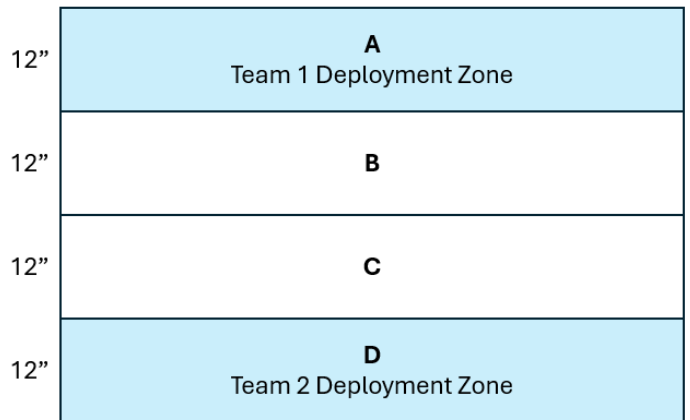 12”
A
Team 1 Deployment Zone
12”
B
12”
C
12”
D
Team 2 Deployment Zone